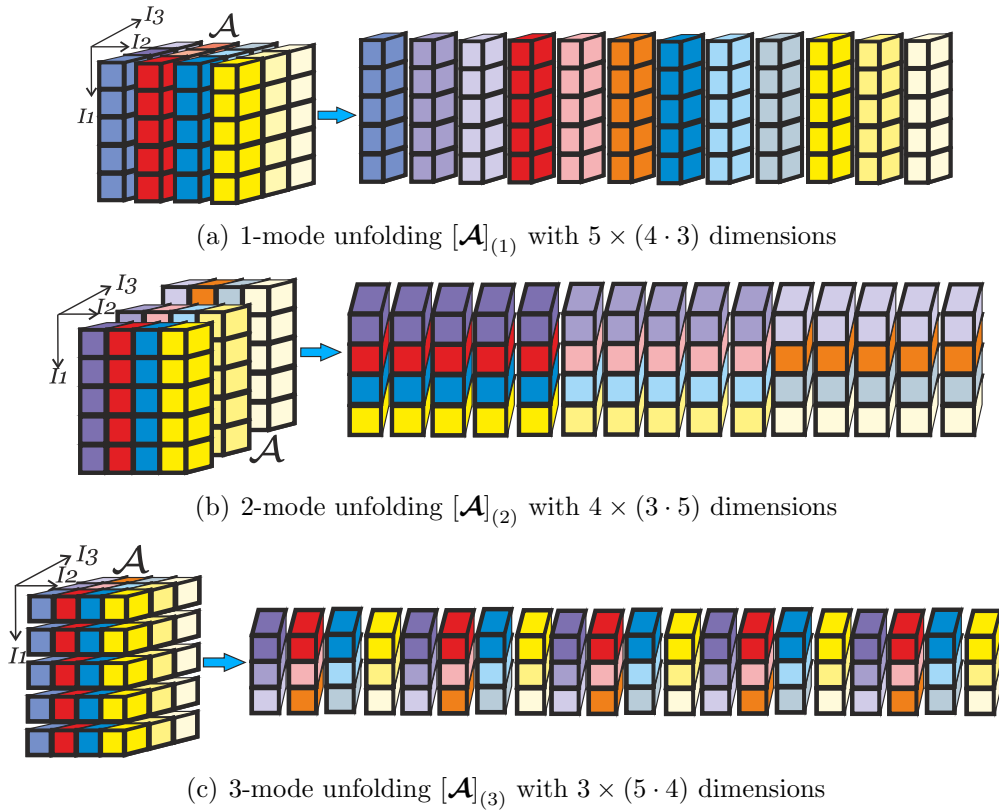 I3
I2
𝒜
I1
(a) 1-mode unfolding [𝓐](1) with 5 × (4 · 3) dimensions
I3
I2
I1
𝒜
(b) 2-mode unfolding [𝓐](2) with 4 × (3 · 5) dimensions
I3
𝒜
I2
I1
(c) 3-mode unfolding [𝓐](3) with 3 × (5 · 4) dimensions